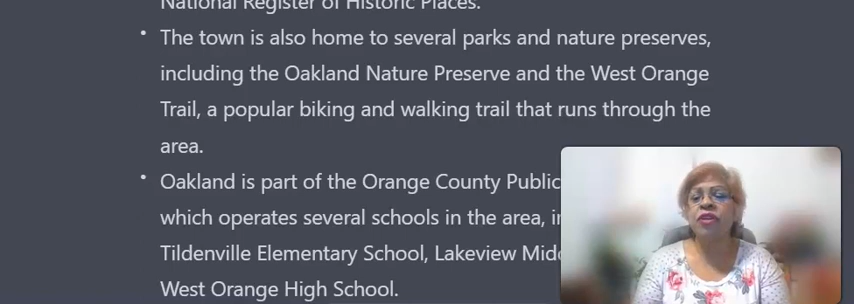 National Register of Historic Places.
• The town is also home to several parks and nature preserves,
including the Oakland Nature Preserve and the West Orange
Trail, a popular biking and walking trail that runs through the
area.
• Oakland is part of the Orange County Public
which operates several schools in the area,
Tildenville Elementary School, Lakeview
West Orange High School.